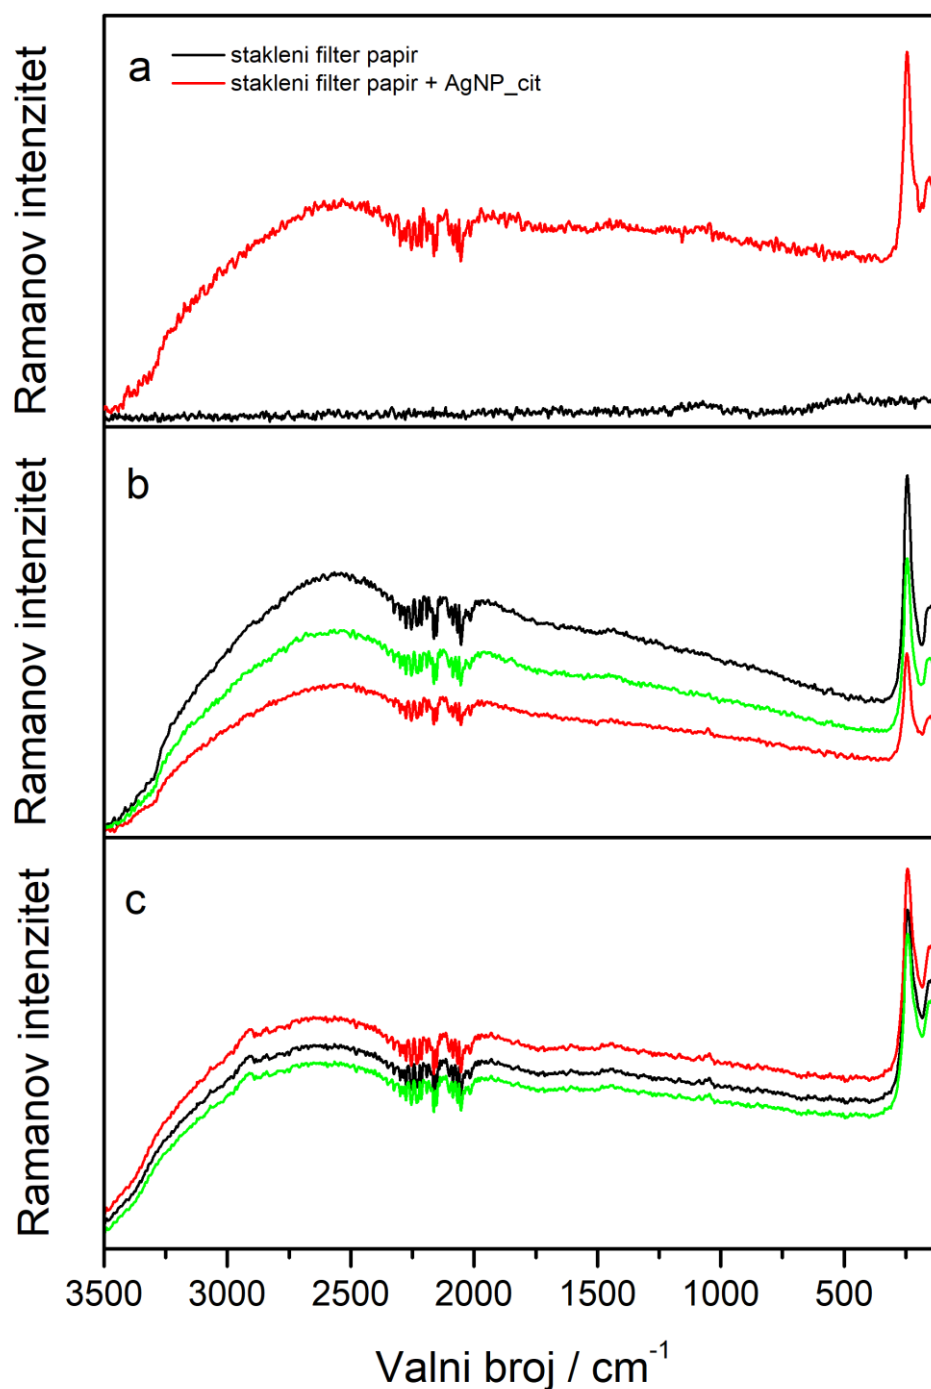 a
stakleni filter papir
stakleni filter papir + AgNP_cit
Ramanov intenzitet
b
Ramanov intenzitet
c
Ramanov intenzitet
3500 3000 2500 2000 1500 1000 500
Valni broj / cm⁻¹